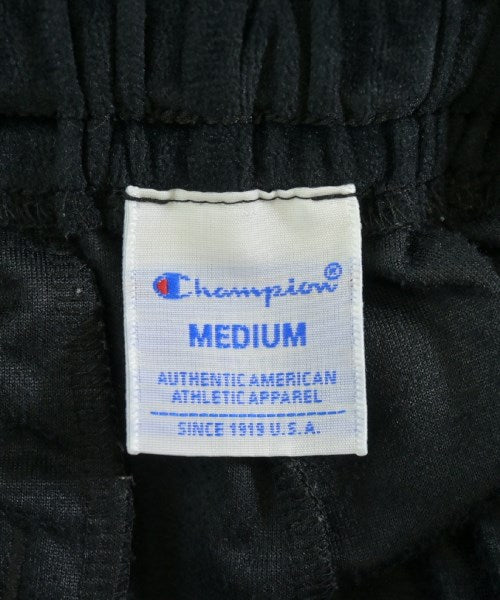 Champion®
MEDIUM
AUTHENTIC AMERICAN
ATHLETIC APPAREL
SINCE 1919 U.S.A.